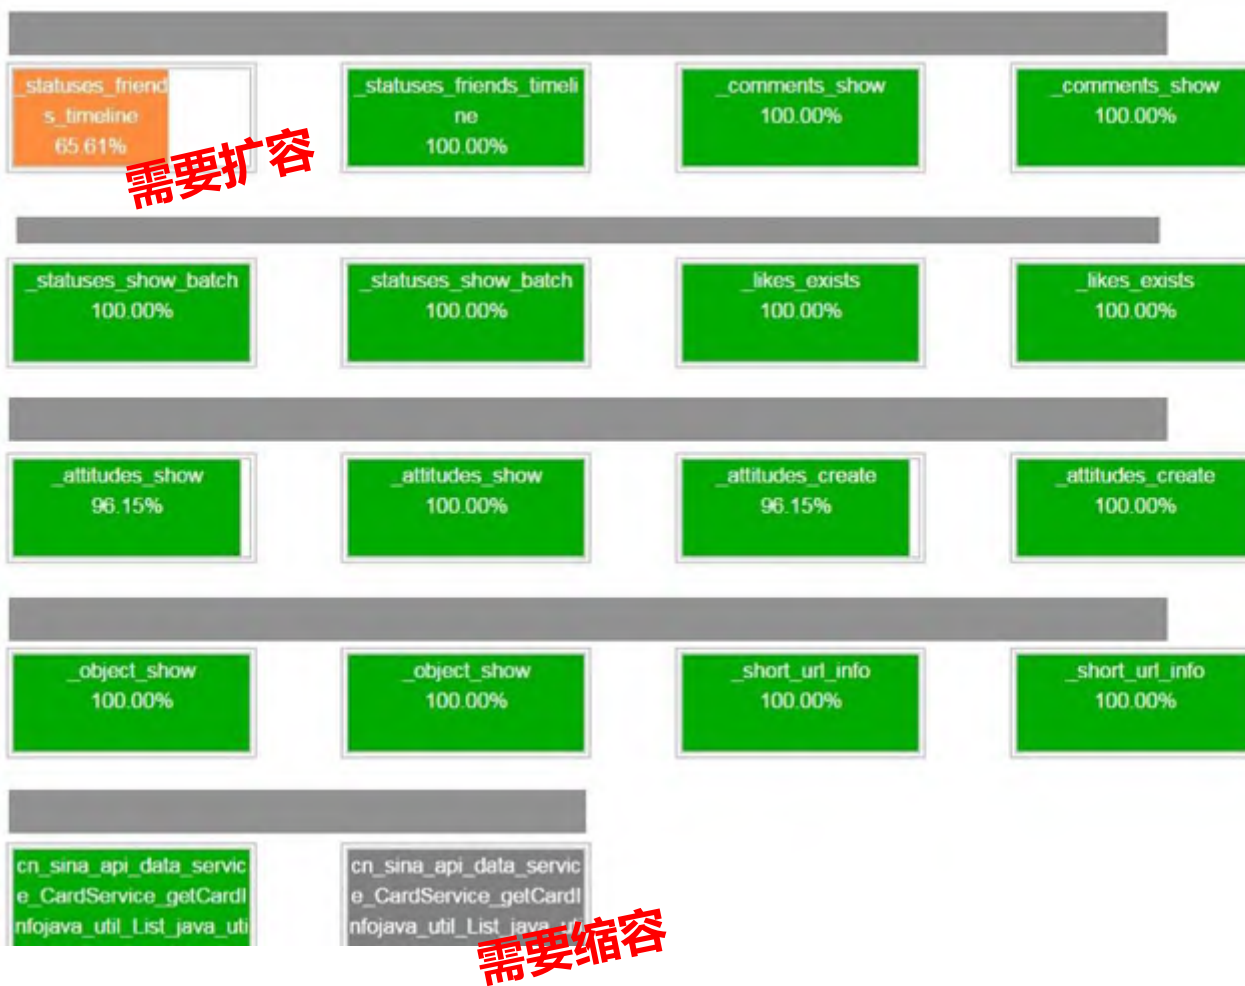 _statuses_friend
s_timeline
65.61%
需要扩容
_statuses_friends_timeli
ne
100.00%
_comments_show
100.00%
_comments_show
100.00%
_statuses_show_batch
100.00%
_statuses_show_batch
100.00%
_likes_exists
100.00%
_likes_exists
100.00%
_attitudes_show
96.15%
_attitudes_show
100.00%
_attitudes_create
96.15%
_attitudes_create
100.00%
_object_show
100.00%
_object_show
100.00%
_short_url_info
100.00%
_short_url_info
100.00%
cn_sina_api_data_servic
e_CardService_getCardI
nfojava_util_List_java_uti
cn_sina_api_data_servic
e_CardService_getCardI
nfojava_util_List_java_uti
需要缩容